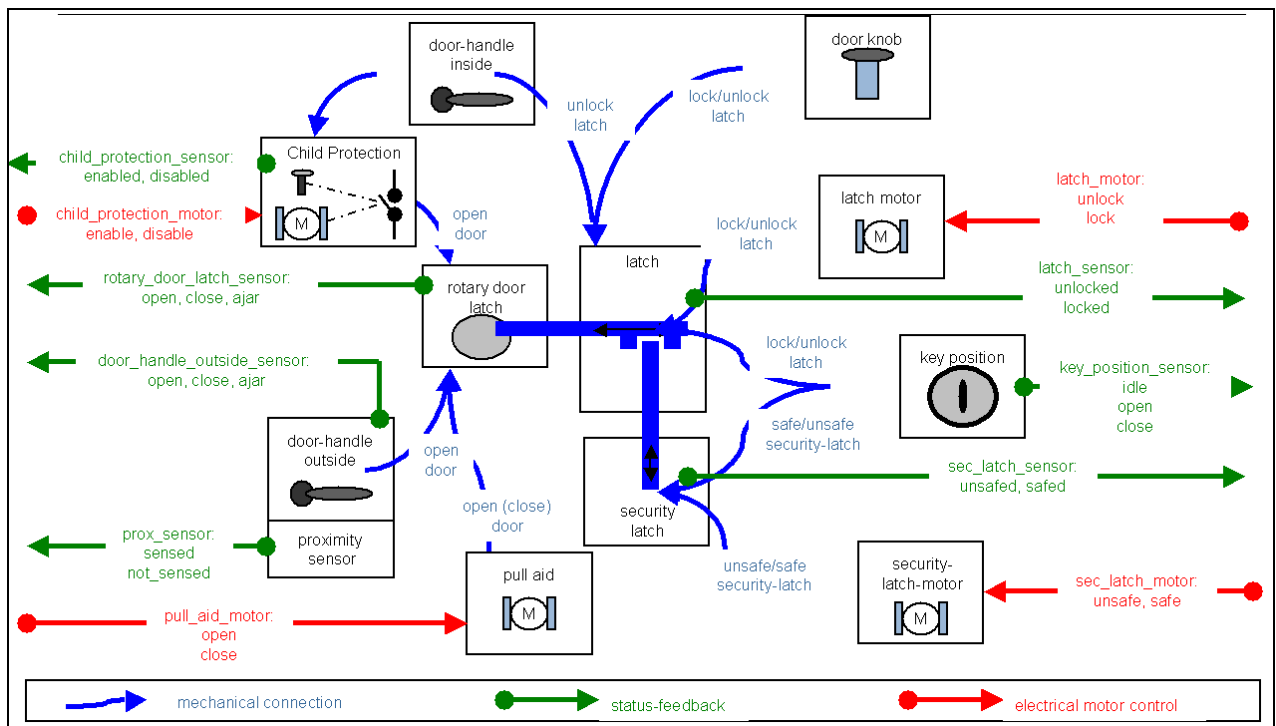 door-handle
inside
door knob
unlock
latch
lock/unlock
latch
child_protection_sensor:
enabled, disabled
Child Protection
M
child_protection_motor:
enable, disable
open
door
latch motor
M
latch_motor:
unlock
lock
lock/unlock
latch
rotary_door_latch_sensor:
open, close, ajar
rotary door
latch
latch
latch_sensor:
unlocked
locked
door_handle_outside_sensor:
open, close, ajar
lock/unlock
latch
key position
key_position_sensor:
idle
open
close
door-handle
outside
open
door
safe/unsafe
security-latch
sec_latch_sensor:
unsafed, safed
open (close)
door
security
latch
prox_sensor:
sensed
not_sensed
proximity
sensor
unsafe/safe
security-latch
pull aid
M
security-
latch-motor
M
sec_latch_motor:
unsafe, safe
pull_aid_motor:
open
close
mechanical connection
status-feedback
electrical motor control